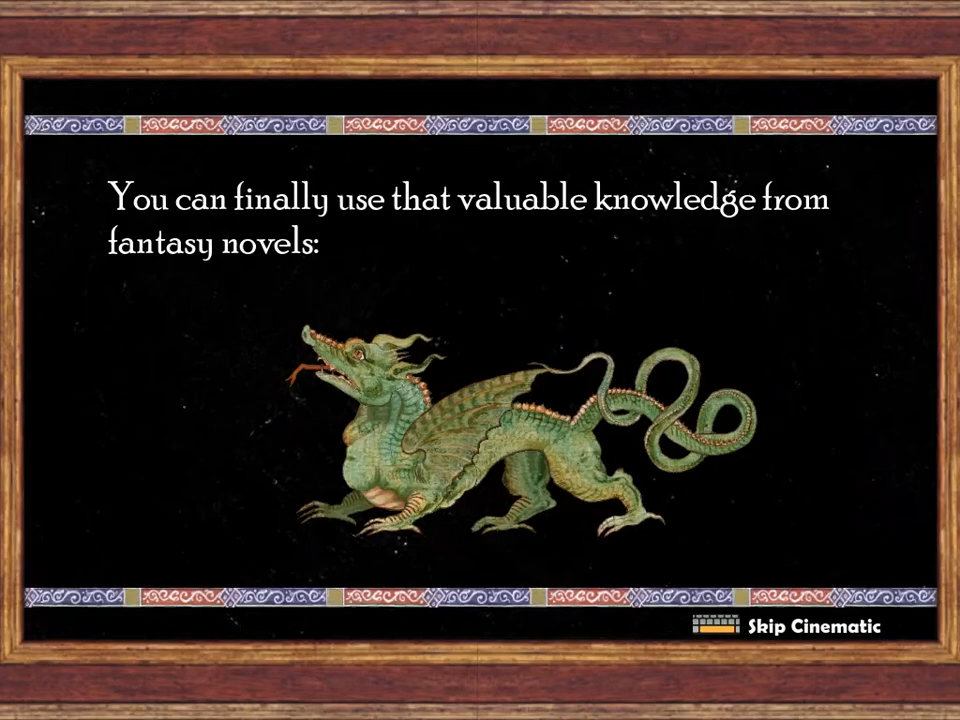 You can finally use that valuable knowledge from
fantasy novels:
Skip Cinematic